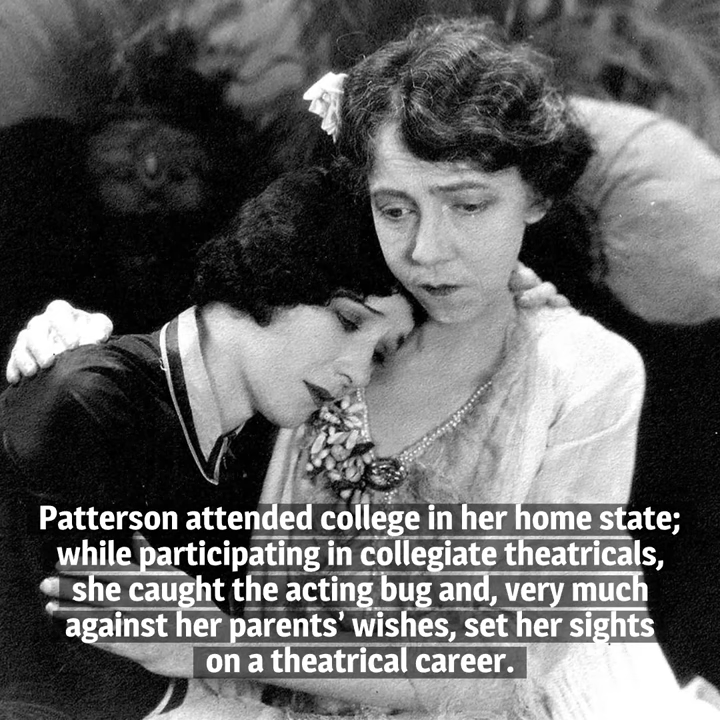 Patterson attended college in her home state;
while participating in collegiate theatricals,
she caught the acting bug and, very much
against her parents’ wishes, set her sights
on a theatrical career.